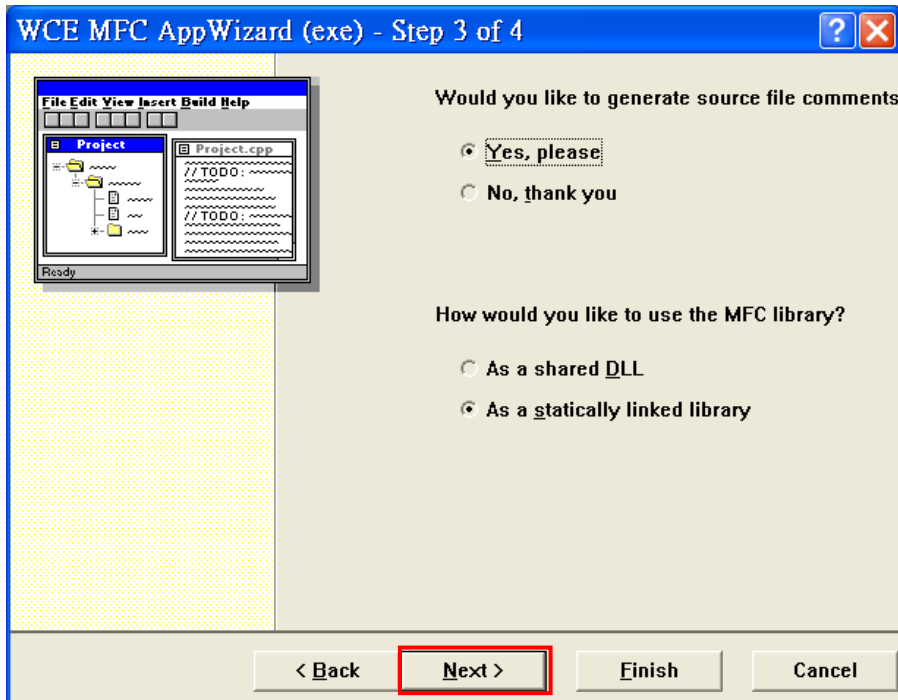 WCE MFC AppWizard (exe) - Step 3 of 4
File Edit View Insert Build Help
Project
Project.cpp
// TODO:
// TODO:
Ready
Would you like to generate source file comments
Yes, please
No, thank you
How would you like to use the MFC library?
As a shared DLL
As a statically linked library
< Back
Next >
Finish
Cancel